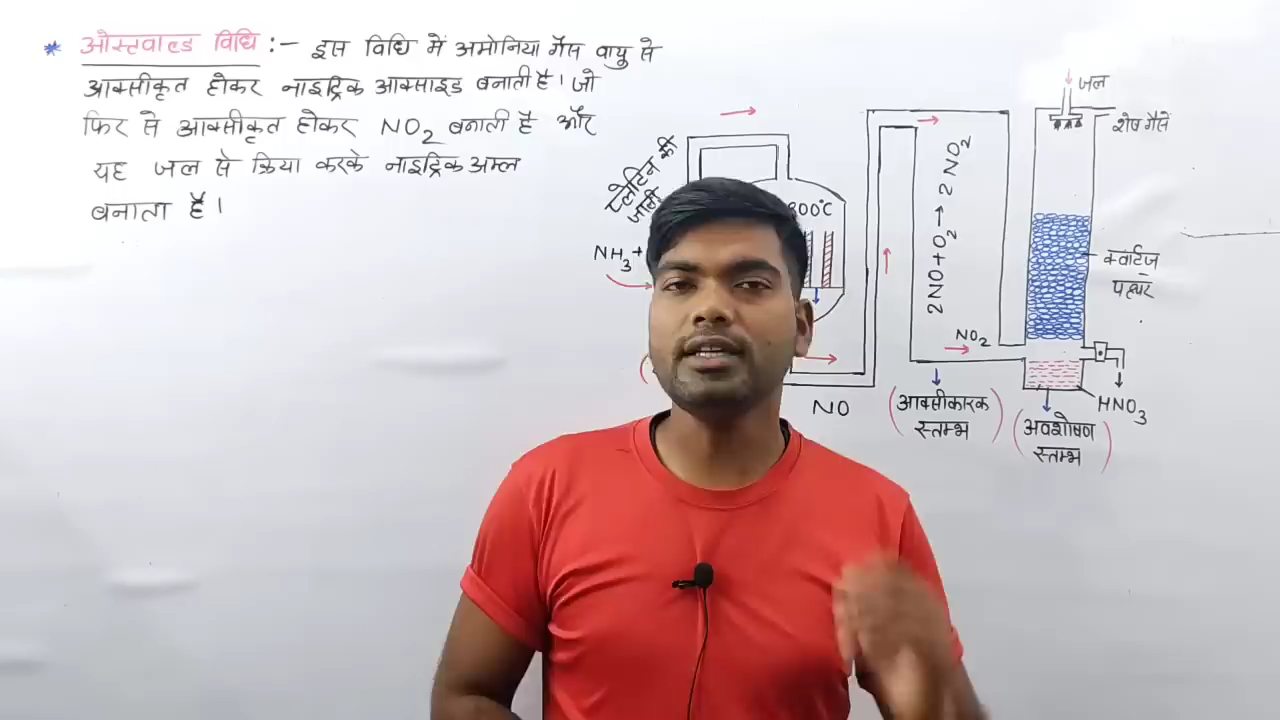 * ओस्टवाल्ड विधि :- इस विधि में अमोनिया गैस वायु से
आक्सीकृत होकर नाइट्रिक आक्साइड बनाती है। जो
फिर से आक्सीकृत होकर NO₂ बनाती है और
यह जल से क्रिया करके नाइट्रिक अम्ल
बनाता है।
प्लेटिन की
जाली
NH₃+
800°C
NO
2NO+O₂→2NO₂
NO₂
(आक्सीकारक
स्तम्भ)
जल
शेष गैसें
क्वार्टज
पत्थर
HNO₃
(अवशोषण
स्तम्भ)